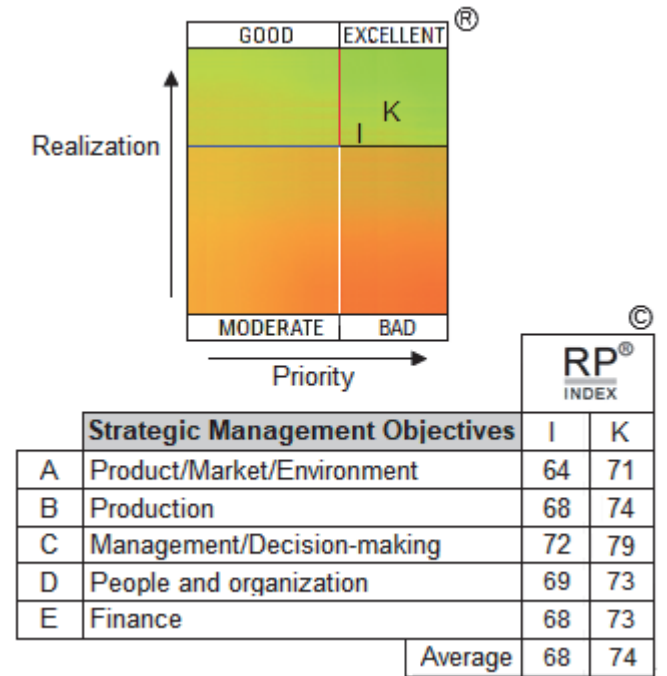 GOOD EXCELLENT ®
K
I
Realization
MODERATE BAD
Priority
©
RP®
INDEX
Strategic Management Objectives I K
A Product/Market/Environment 64 71
B Production 68 74
C Management/Decision-making 72 79
D People and organization 69 73
E Finance 68 73
Average 68 74